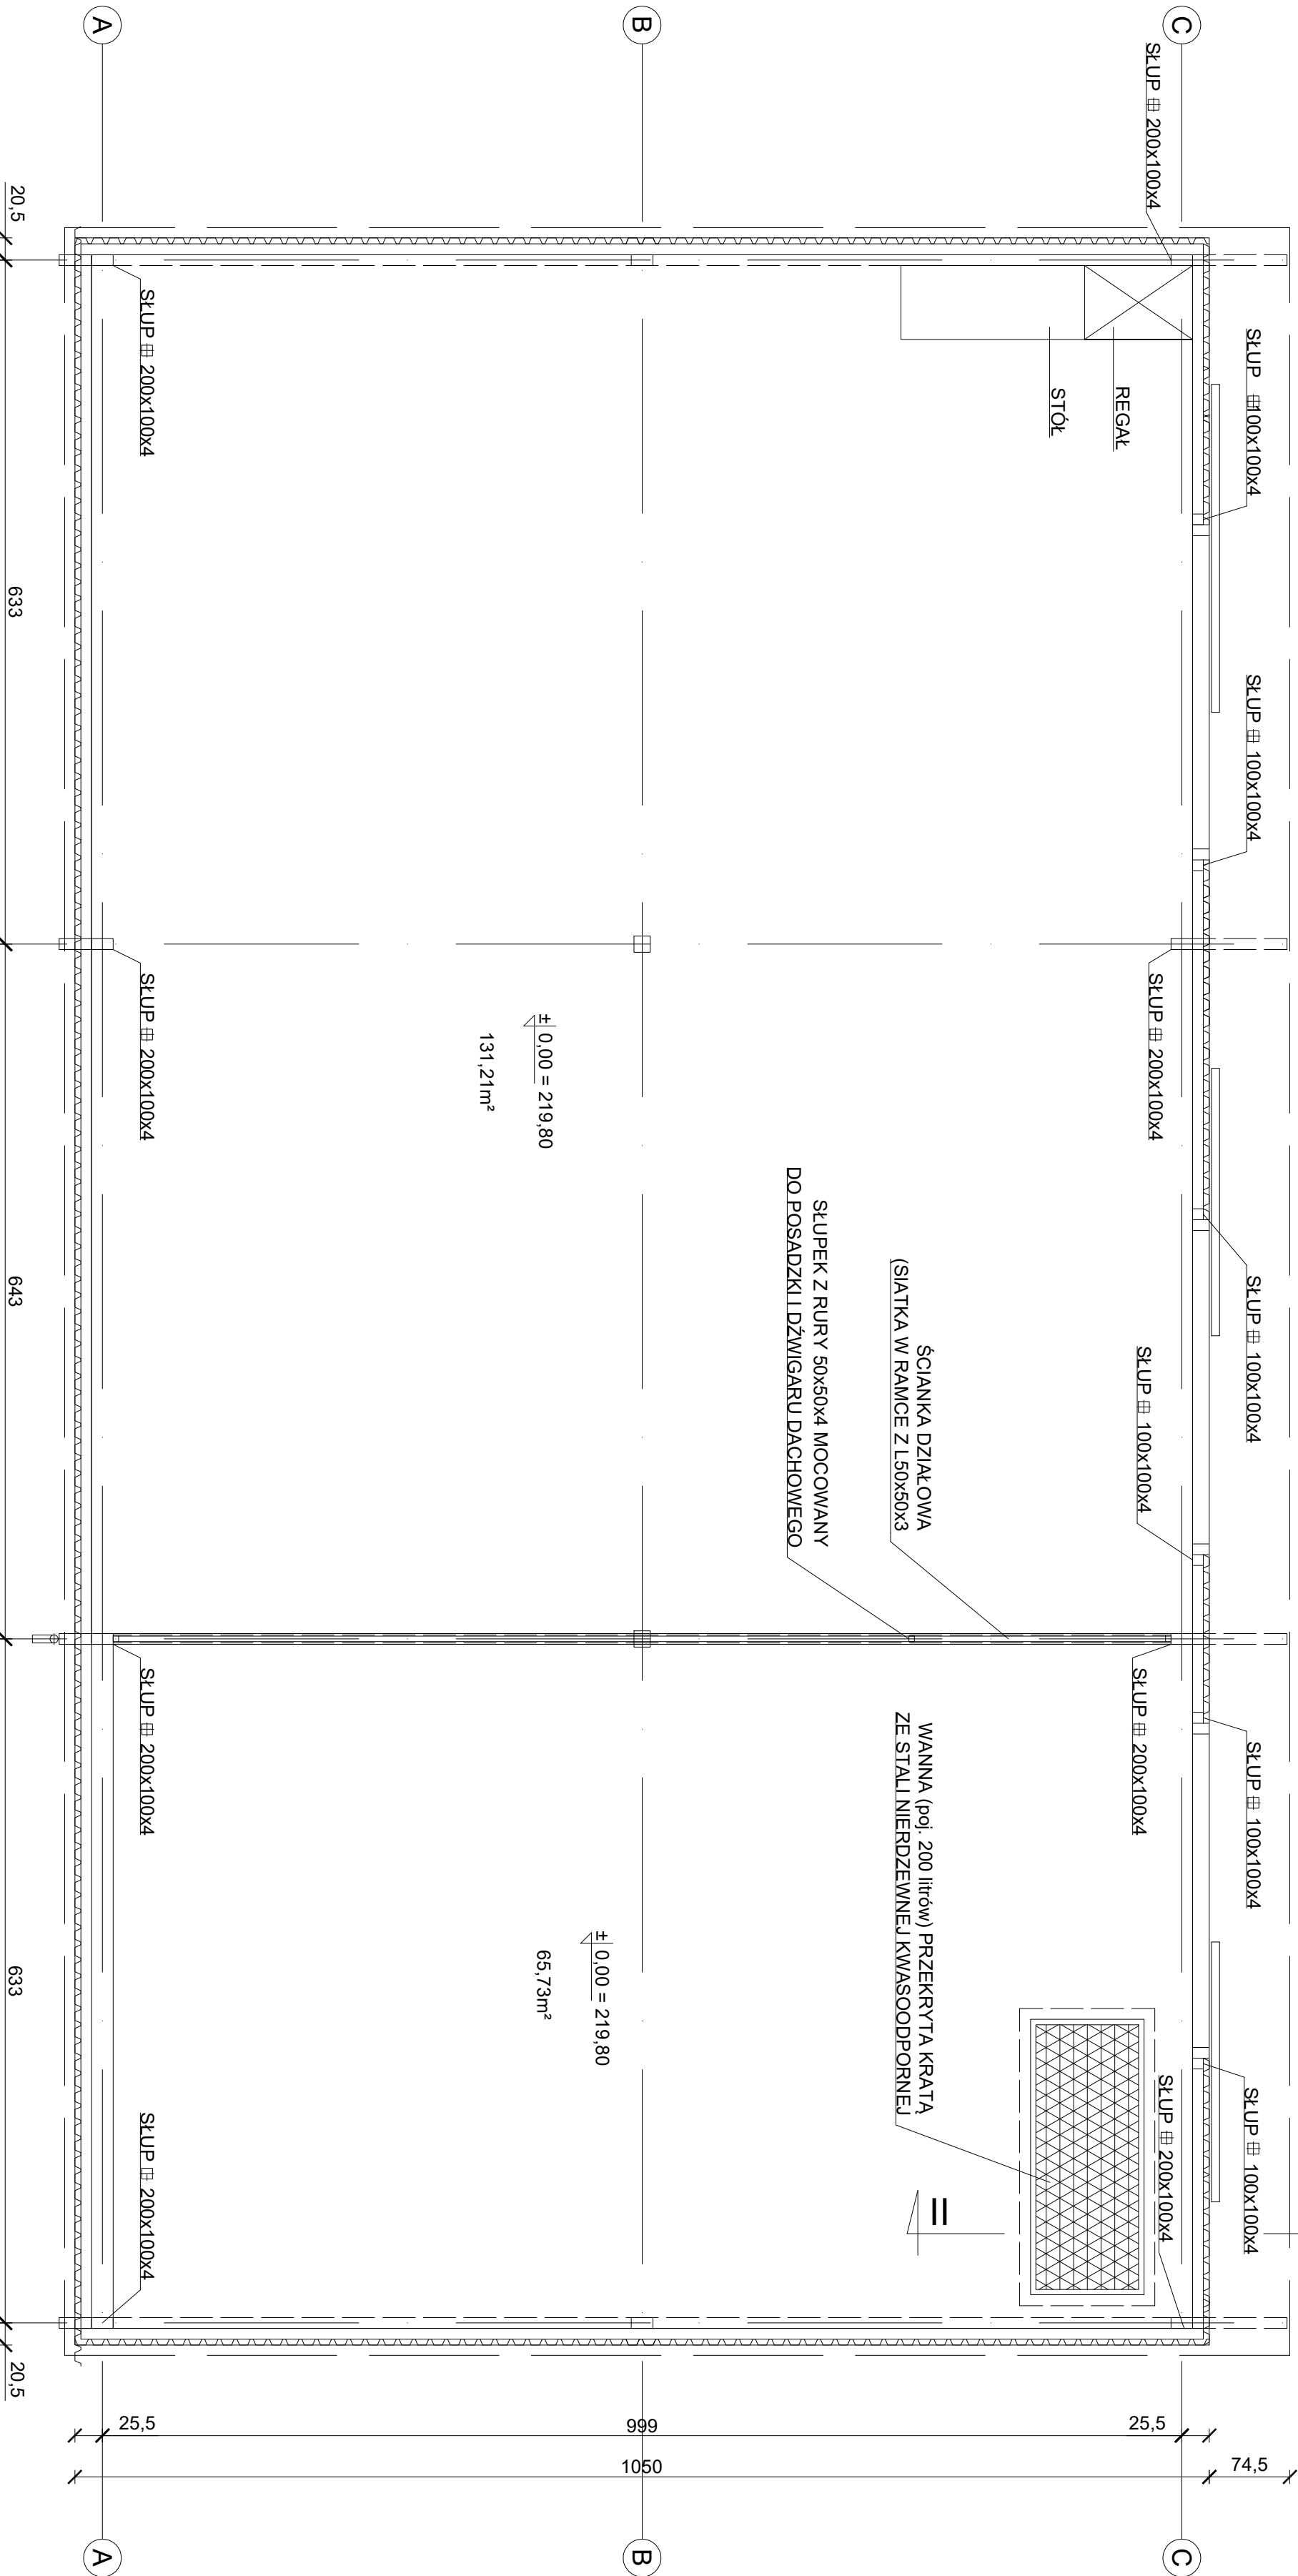 A
B
C
SŁUP 200x100x4
SŁUP 100x100x4
SŁUP 100x100x4
SŁUP 100x100x4
SŁUP 100x100x4
SŁUP 100x100x4
SŁUP 100x100x4
REGAŁ
STÓŁ
SŁUP 200x100x4
SŁUP 200x100x4
SŁUP 200x100x4
ŚCIANKA DZIAŁOWA
(SIATKA W RAMCE Z L50x50x3
SŁUPEK Z RURY 50x50x4 MOCOWANY
DO POSADZKI I DŹWIGARU DACHOWEGO
WANNA (poj. 200 litrów) PRZEKRYTA KRATĄ
ZE STALI NIERDZEWNEJ KWASOODPORNEJ
II
± 0,00 = 219,80
131,21m²
± 0,00 = 219,80
65,73m²
SŁUP 200x100x4
SŁUP 200x100x4
SŁUP 200x100x4
SŁUP 200x100x4
20,5
633
643
633
20,5
25,5
999
25,5
1050
74,5
A
B
C